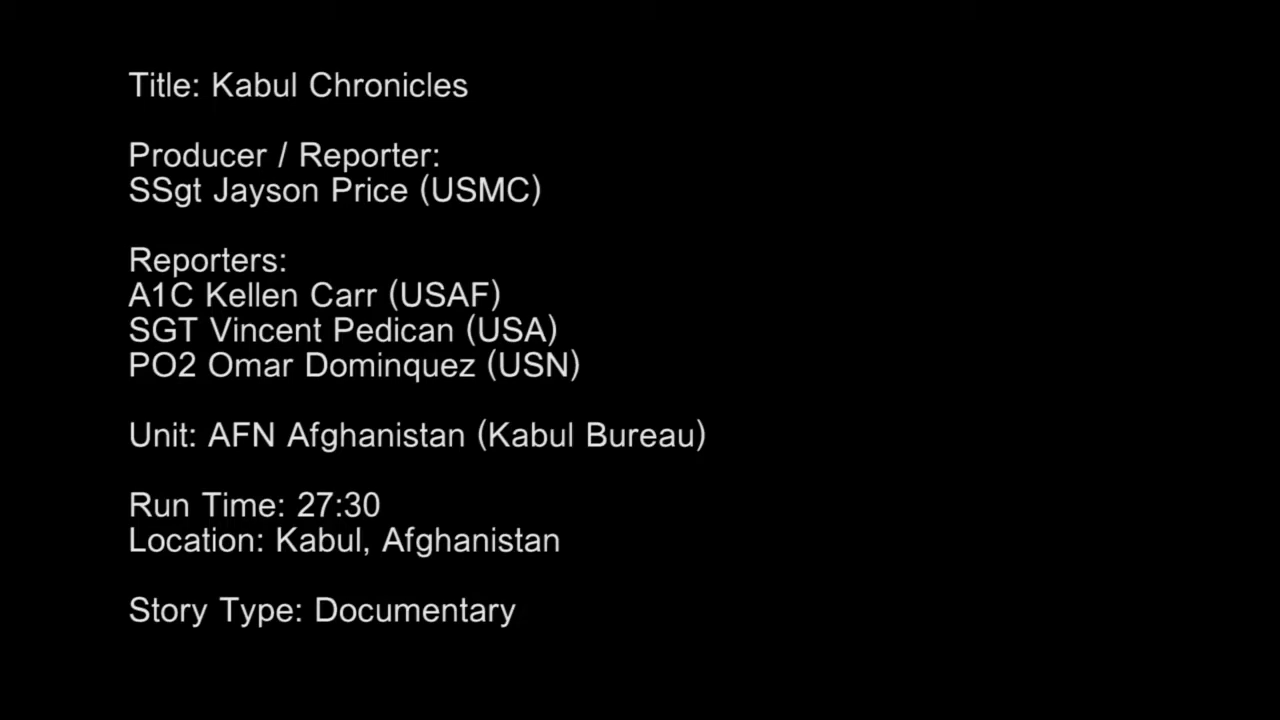 Title: Kabul Chronicles
Producer / Reporter:
SSgt Jayson Price (USMC)
Reporters:
A1C Kellen Carr (USAF)
SGT Vincent Pedican (USA)
PO2 Omar Dominquez (USN)
Unit: AFN Afghanistan (Kabul Bureau)
Run Time: 27:30
Location: Kabul, Afghanistan
Story Type: Documentary